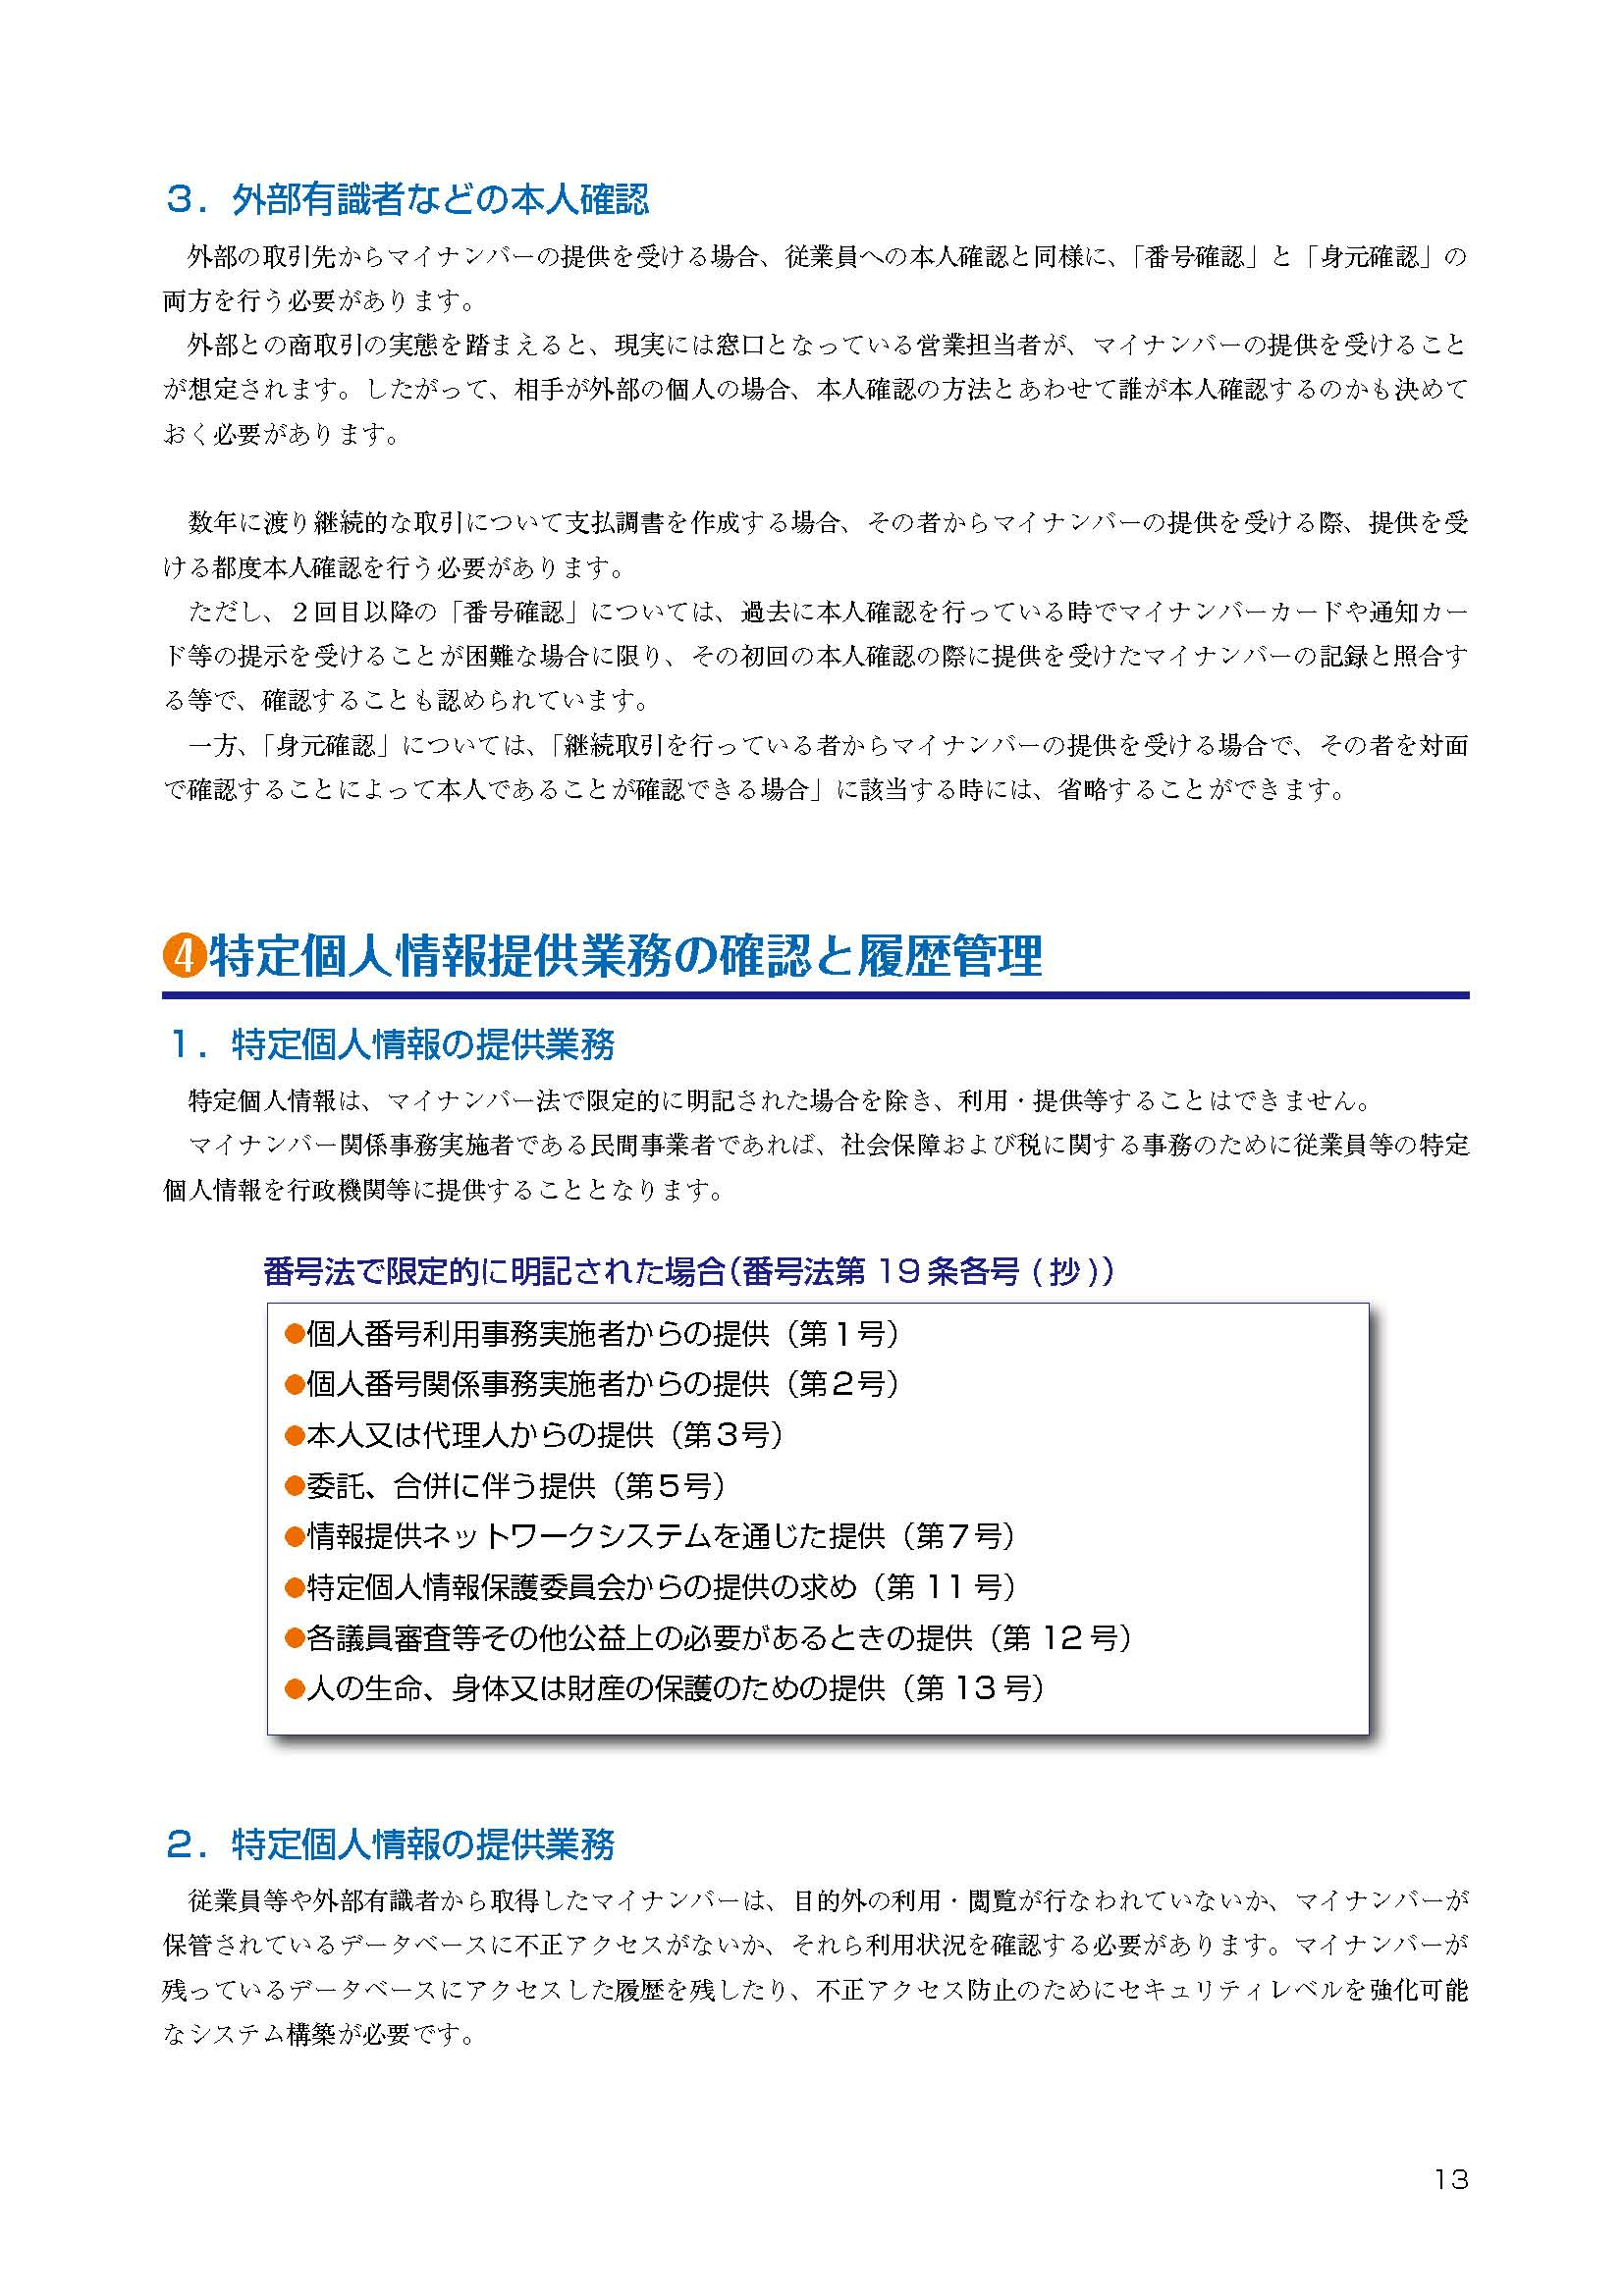 ３．外部有識者などの本人確認
外部の取引先からマイナンバーの提供を受ける場合、従業員への本人確認と同様に、「番号確認」と「身元確認」の
両方を行う必要があります。
外部との商取引の実態を踏まえると、現実には窓口となっている営業担当者が、マイナンバーの提供を受けること
が想定されます。したがって、相手が外部の個人の場合、本人確認の方法とあわせて誰が本人確認するのかも決めて
おく必要があります。
数年に渡り継続的な取引について支払調書を作成する場合、その者からマイナンバーの提供を受ける際、提供を受
ける都度本人確認を行う必要があります。
ただし、２回目以降の「番号確認」については、過去に本人確認を行っている時でマイナンバーカードや通知カー
ド等の提示を受けることが困難な場合に限り、その初回の本人確認の際に提供を受けたマイナンバーの記録と照合す
る等で、確認することも認められています。
一方、「身元確認」については、「継続取引を行っている者からマイナンバーの提供を受ける場合で、その者を対面
で確認することによって本人であることが確認できる場合」に該当する時には、省略することができます。
❹特定個人情報提供業務の確認と履歴管理
１．特定個人情報の提供業務
特定個人情報は、マイナンバー法で限定的に明記された場合を除き、利用・提供等することはできません。
マイナンバー関係事務実施者である民間事業者であれば、社会保障および税に関する事務のために従業員等の特定
個人情報を行政機関等に提供することとなります。
番号法で限定的に明記された場合（番号法第 19 条各号 ( 抄 )）
●個人番号利用事務実施者からの提供（第１号）
●個人番号関係事務実施者からの提供（第２号）
●本人又は代理人からの提供（第３号）
●委託、合併に伴う提供（第５号）
●情報提供ネットワークシステムを通じた提供（第７号）
●特定個人情報保護委員会からの提供の求め（第 11 号）
●各議員審査等その他公益上の必要があるときの提供（第 12 号）
●人の生命、身体又は財産の保護のための提供（第 13 号）
２．特定個人情報の提供業務
従業員等や外部有識者から取得したマイナンバーは、目的外の利用・閲覧が行なわれていないか、マイナンバーが
保管されているデータベースに不正アクセスがないか、それら利用状況を確認する必要があります。マイナンバーが
残っているデータベースにアクセスした履歴を残したり、不正アクセス防止のためにセキュリティレベルを強化可能
なシステム構築が必要です。
13